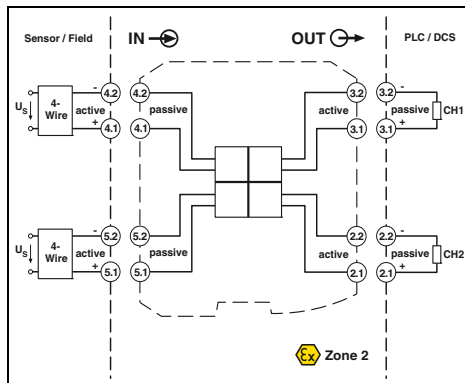 Sensor / Field
IN
OUT
PLC / DCS
4.2
4.2
3.2
3.2
-
-
Us
4-
Wire
active
passive
active
passive
CH1
+
+
4.1
4.1
3.1
3.1
5.2
5.2
2.2
2.2
-
-
Us
4-
Wire
active
passive
active
passive
CH2
+
+
5.1
5.1
2.1
2.1
Ex Zone 2